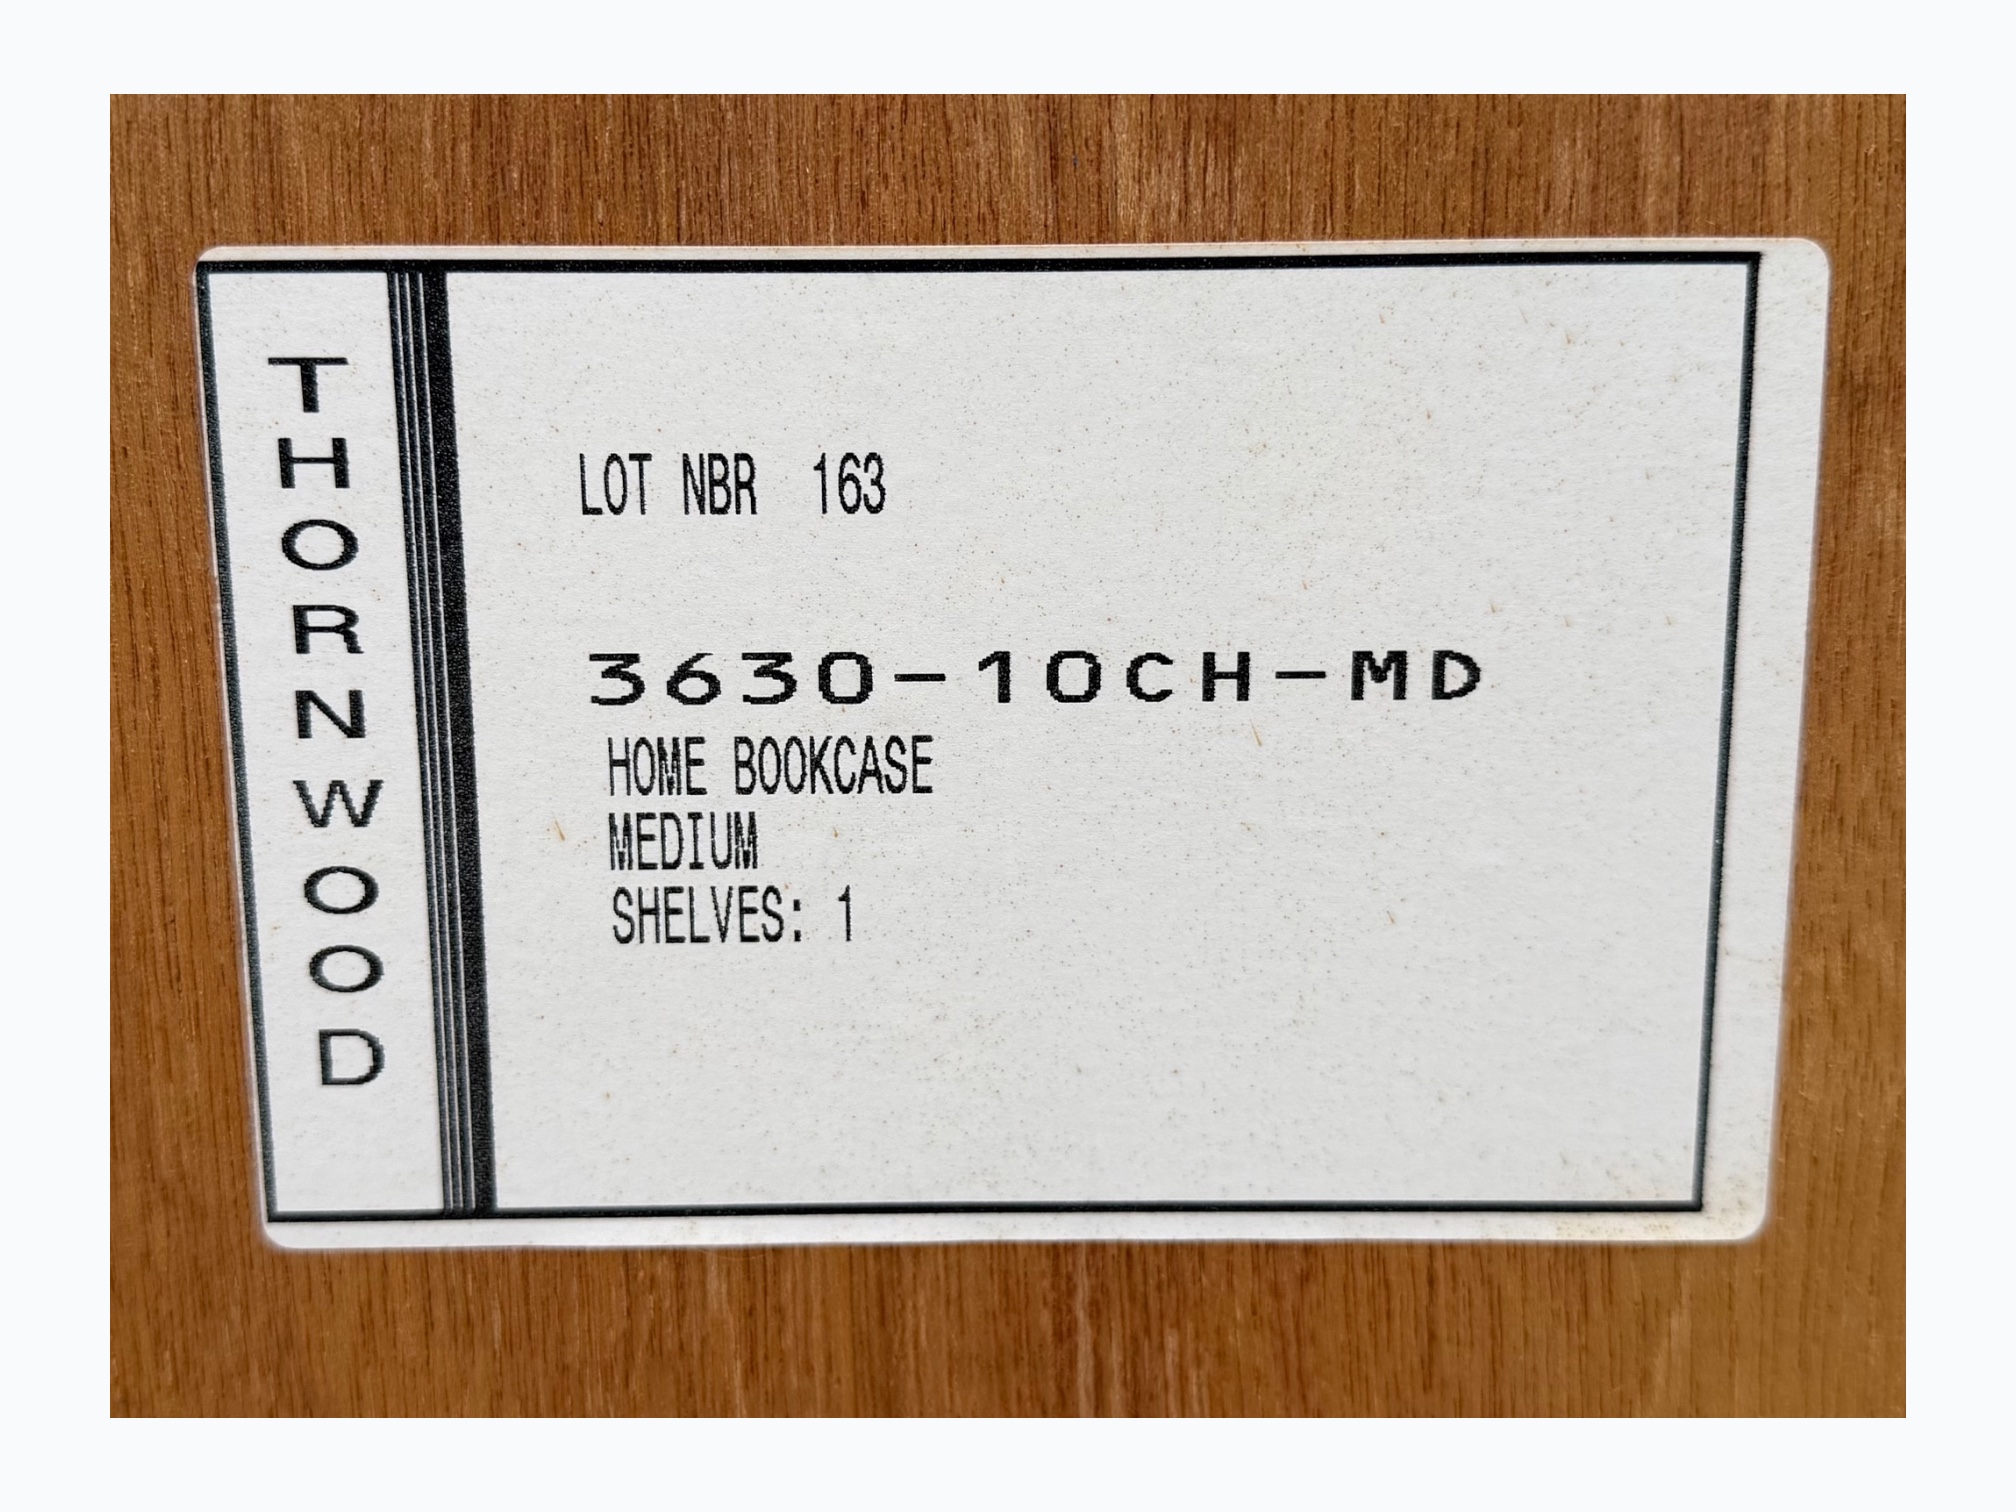 THORNWOOD
LOT NBR 163
3630-10CH-MD
HOME BOOKCASE
MEDIUM
SHELVES: 1